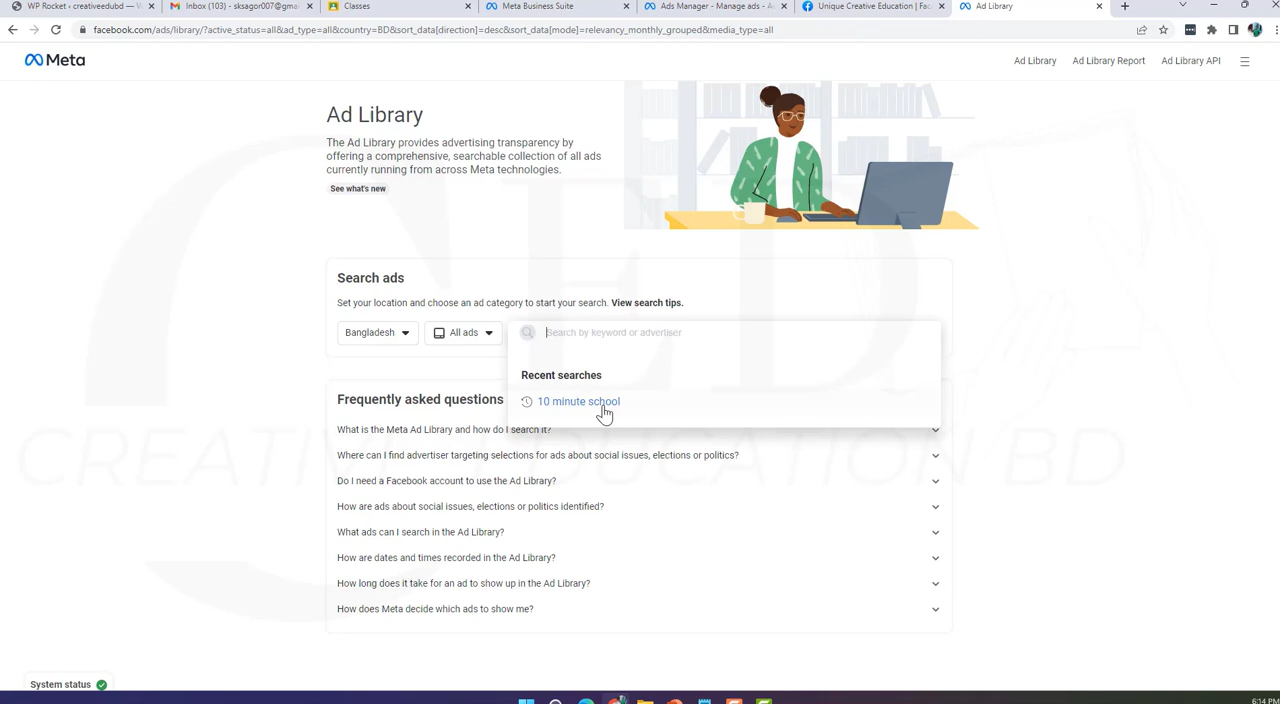 WP Rocket ‹ creativeedubd — W
Inbox (103) - sksagor007@gma
Classes
Meta Business Suite
Ads Manager - Manage ads - A
Unique Creative Education | Fac
Ad Library
facebook.com/ads/library/?active_status=all&ad_type=all&country=BD&sort_data[direction]=desc&sort_data[mode]=relevancy_monthly_grouped&media_type=all
Meta
Ad Library
Ad Library Report
Ad Library API
Ad Library
The Ad Library provides advertising transparency by
offering a comprehensive, searchable collection of all ads
currently running from across Meta technologies.
See what's new
Search ads
Set your location and choose an ad category to start your search. View search tips.
Bangladesh
All ads
Search by keyword or advertiser
Recent searches
10 minute school
Frequently asked questions
What is the Meta Ad Library and how do I search it?
Where can I find advertiser targeting selections for ads about social issues, elections or politics?
Do I need a Facebook account to use the Ad Library?
How are ads about social issues, elections or politics identified?
What ads can I search in the Ad Library?
How are dates and times recorded in the Ad Library?
How long does it take for an ad to show up in the Ad Library?
How does Meta decide which ads to show me?
CED
CREATIVE EDUCATION BD
System status
6:14 PM